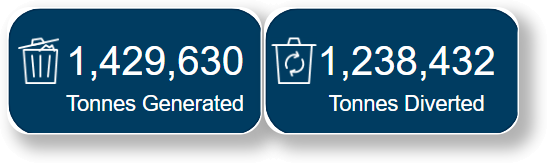 1,429,630
Tonnes Generated
1,238,432
Tonnes Diverted